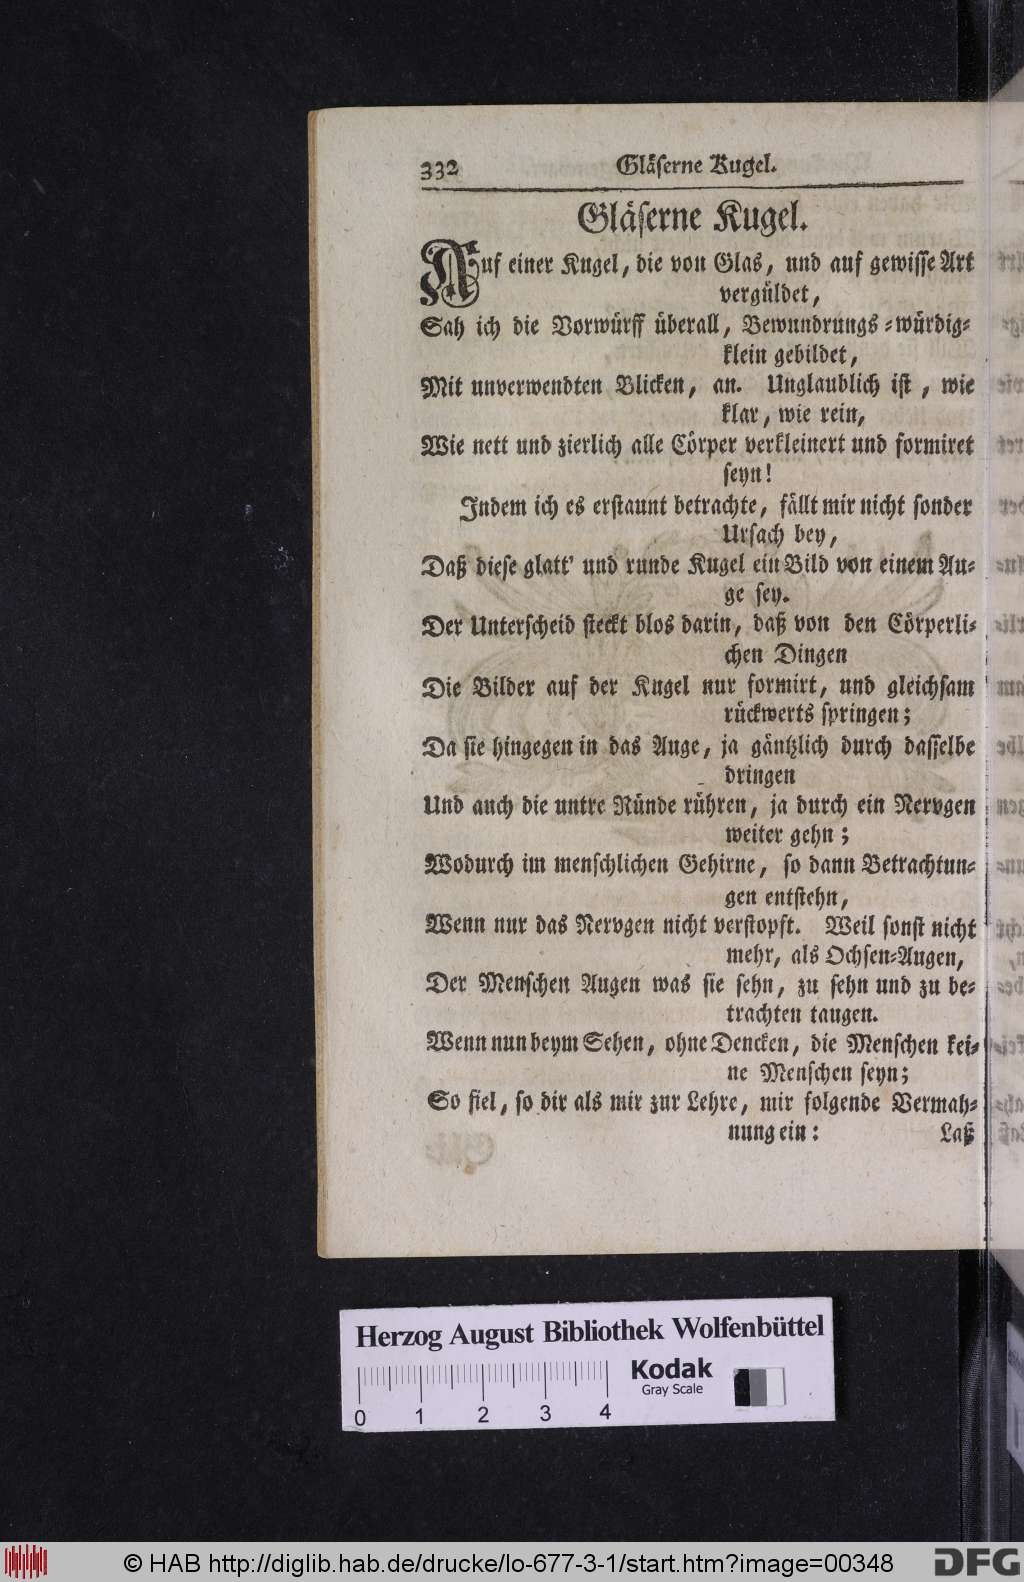 332 Gläserne Kugel.
Gläserne Kugel.
Auf einer Kugel, die von Glas, und auf gewisse Art
vergüldet,
Sah ich die Vorwürff überall, Bewundrungs-würdig-
klein gebildet,
Mit unverwendten Blicken, an. Unglaublich ist, wie
klar, wie rein,
Wie nett und zierlich alle Cörper verkleinert und formiret
seyn!
Indem ich es erstaunt betrachte, fällt mir nicht sonder
Ursach bey,
Daß diese glatt' und runde Kugel ein Bild von einem Au-
ge sey.
Der Unterscheid steckt blos darin, daß von den Cörperli-
chen Dingen
Die Bilder auf der Kugel nur formirt, und gleichsam
rückwerts springen;
Da sie hingegen in das Auge, ja gäntzlich durch dasselbe
dringen
Und auch die untre Ründe rühren, ja durch ein Nervgen
weiter gehn;
Wodurch im menschlichen Gehirne, so dann Betrachtun-
gen entstehn,
Wenn nur das Nervgen nicht verstopft. Weil sonst nicht
mehr, als Ochsen-Augen,
Der Menschen Augen was sie sehn, zu sehn und zu be-
trachten taugen.
Wenn nun beym Sehen, ohne Dencken, die Menschen kei-
ne Menschen seyn;
So fiel, so dir als mir zur Lehre, mir folgende Vermah-
nung ein: Laß
Herzog August Bibliothek Wolfenbüttel
Kodak
Gray Scale
0 1 2 3 4
© HAB http://diglib.hab.de/drucke/lo-677-3-1/start.htm?image=00348 DFG